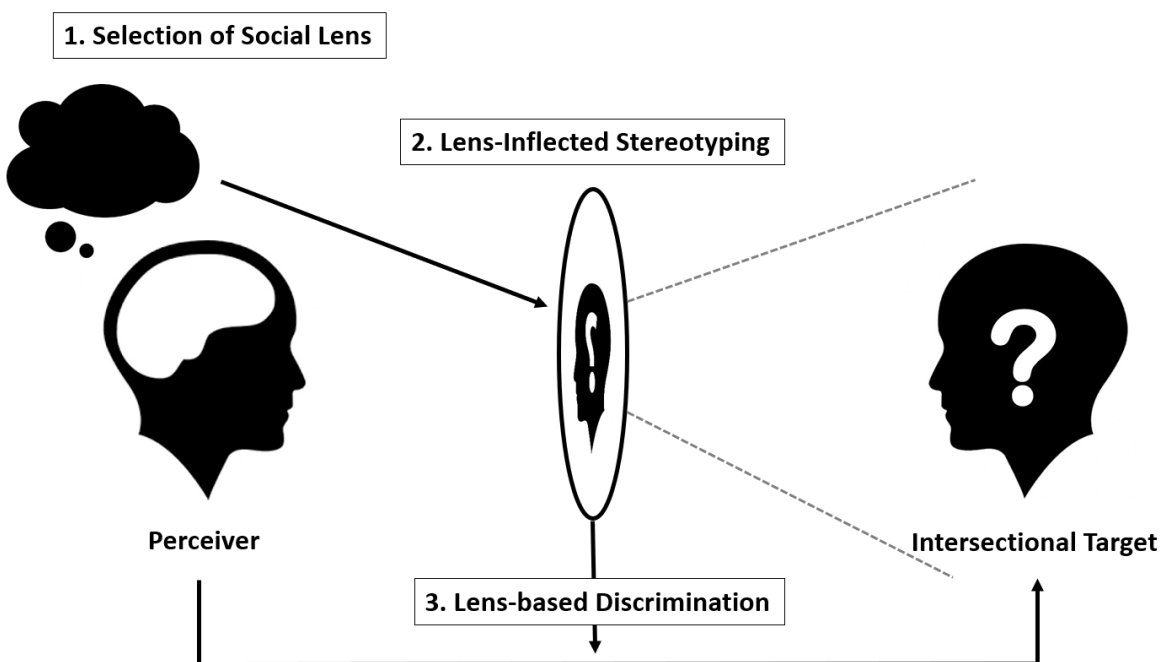 1. Selection of Social Lens
2. Lens-Inflected Stereotyping
?
?
Perceiver
Intersectional Target
3. Lens-based Discrimination